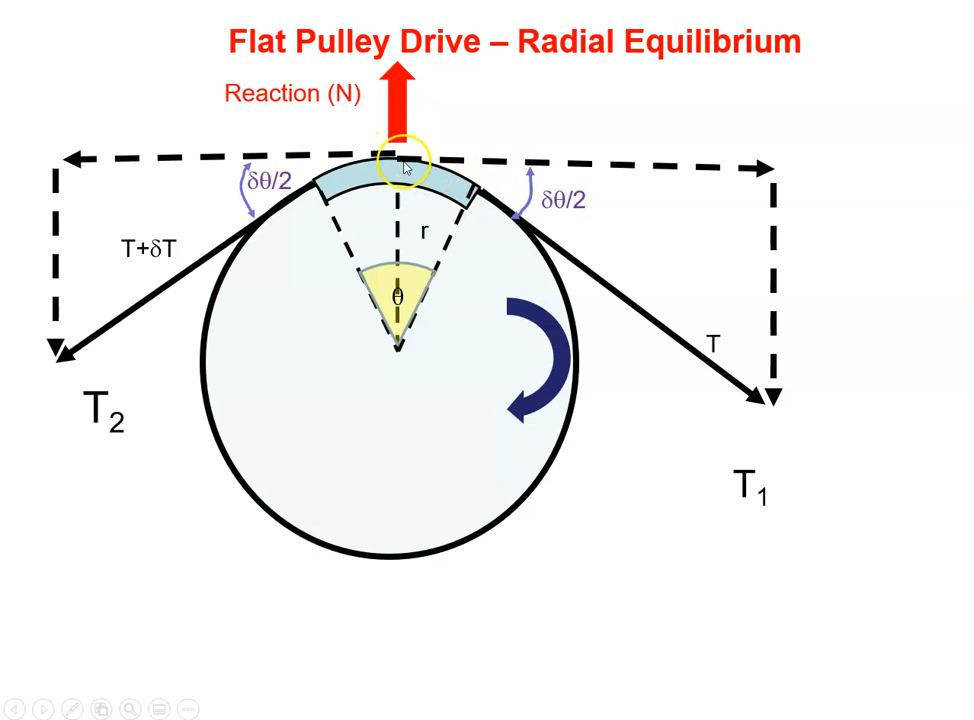 Flat Pulley Drive – Radial Equilibrium
Reaction (N)
δθ/2
δθ/2
T+δT
r
θ
T
T₂
T₁